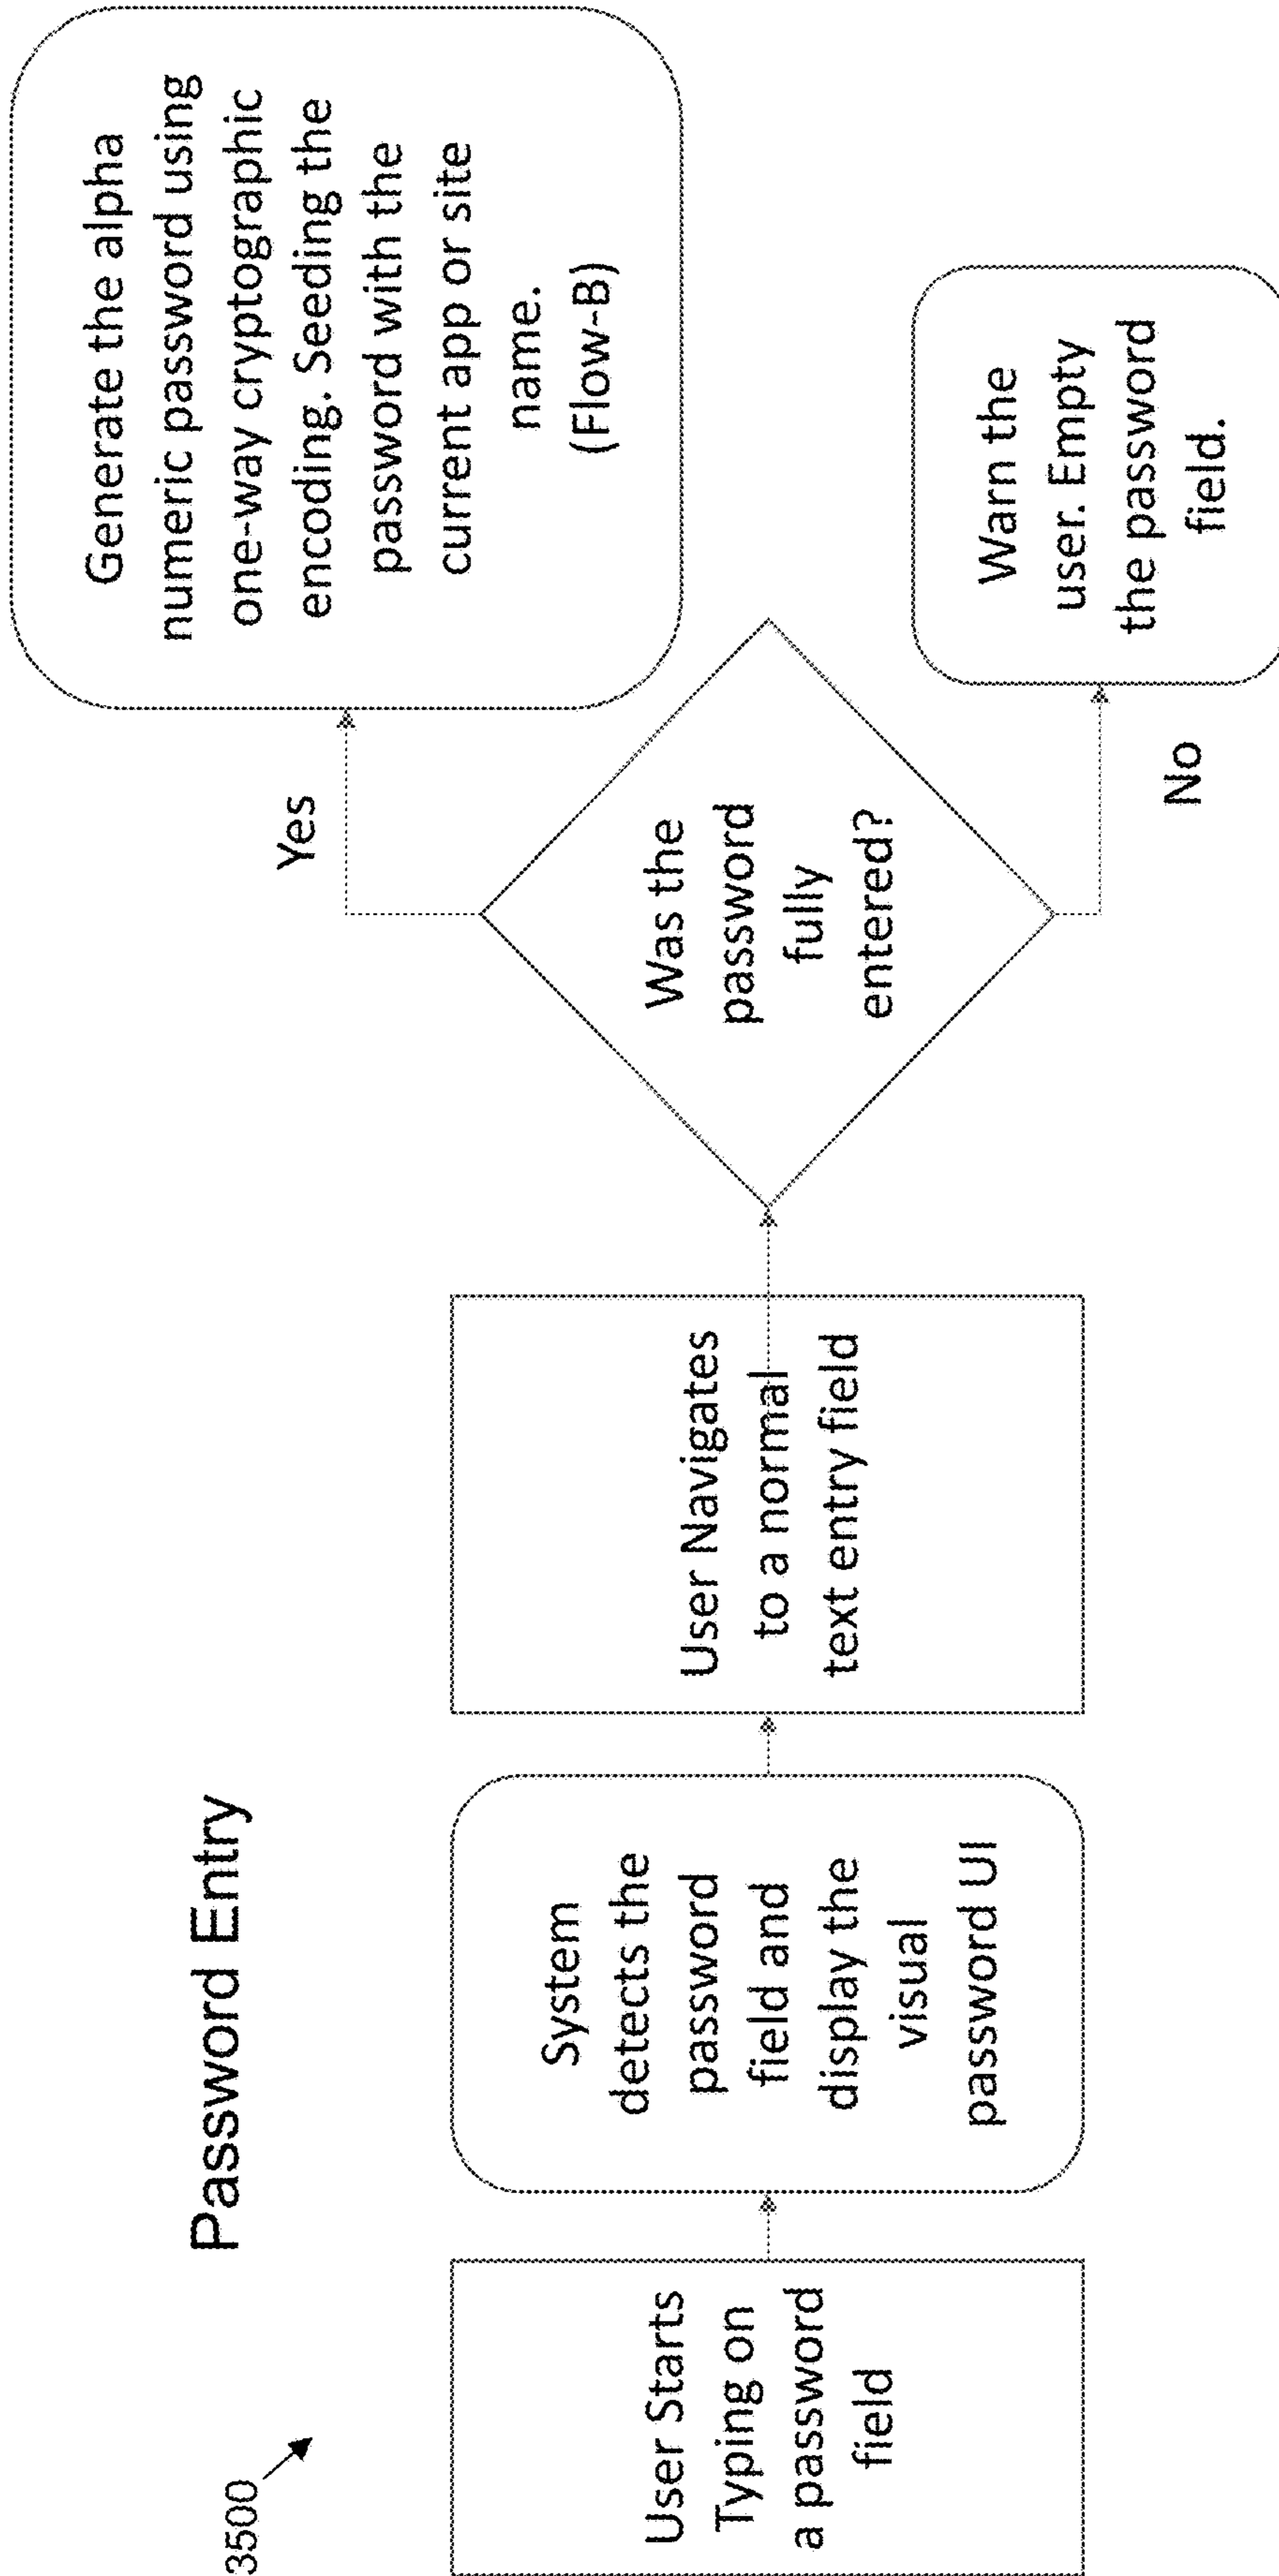 3500
Password Entry
User Starts
Typing on
a password
field
System
detects the
password
field and
display the
visual
password UI
User Navigates
to a normal
text entry field
Was the
password
fully
entered?
Yes
Generate the alpha
numeric password using
one-way cryptographic
encoding. Seeding the
password with the
current app or site
name.
(Flow-B)
No
Warn the
user. Empty
the password
field.